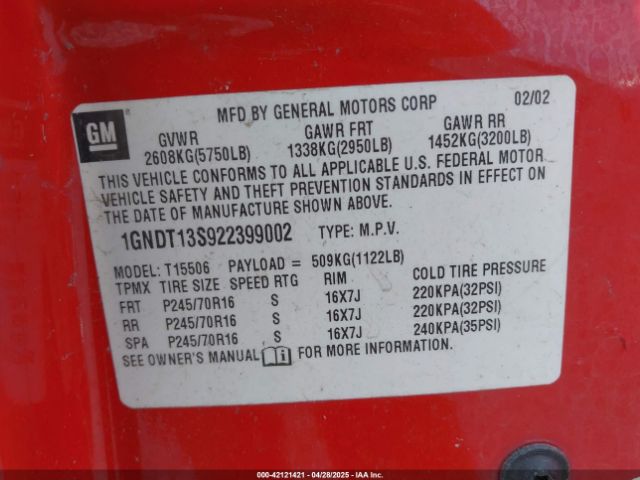 MFD BY GENERAL MOTORS CORP 02/02
GM
GVWR GAWR FRT GAWR RR
2608KG(5750LB) 1338KG(2950LB) 1452KG(3200LB)
THIS VEHICLE CONFORMS TO ALL APPLICABLE U.S. FEDERAL MOTOR
VEHICLE SAFETY AND THEFT PREVENTION STANDARDS IN EFFECT ON
THE DATE OF MANUFACTURE SHOWN ABOVE.
1GNDT13S922399002 TYPE: M.P.V.
MODEL: T15506 PAYLOAD = 509KG(1122LB)
TPMX TIRE SIZE SPEED RTG RIM COLD TIRE PRESSURE
FRT P245/70R16 S 16X7J 220KPA(32PSI)
RR P245/70R16 S 16X7J 220KPA(32PSI)
SPA P245/70R16 S 16X7J 240KPA(35PSI)
SEE OWNER'S MANUAL FOR MORE INFORMATION.
000-42121421 - 04/28/2025 - IAAI.COM